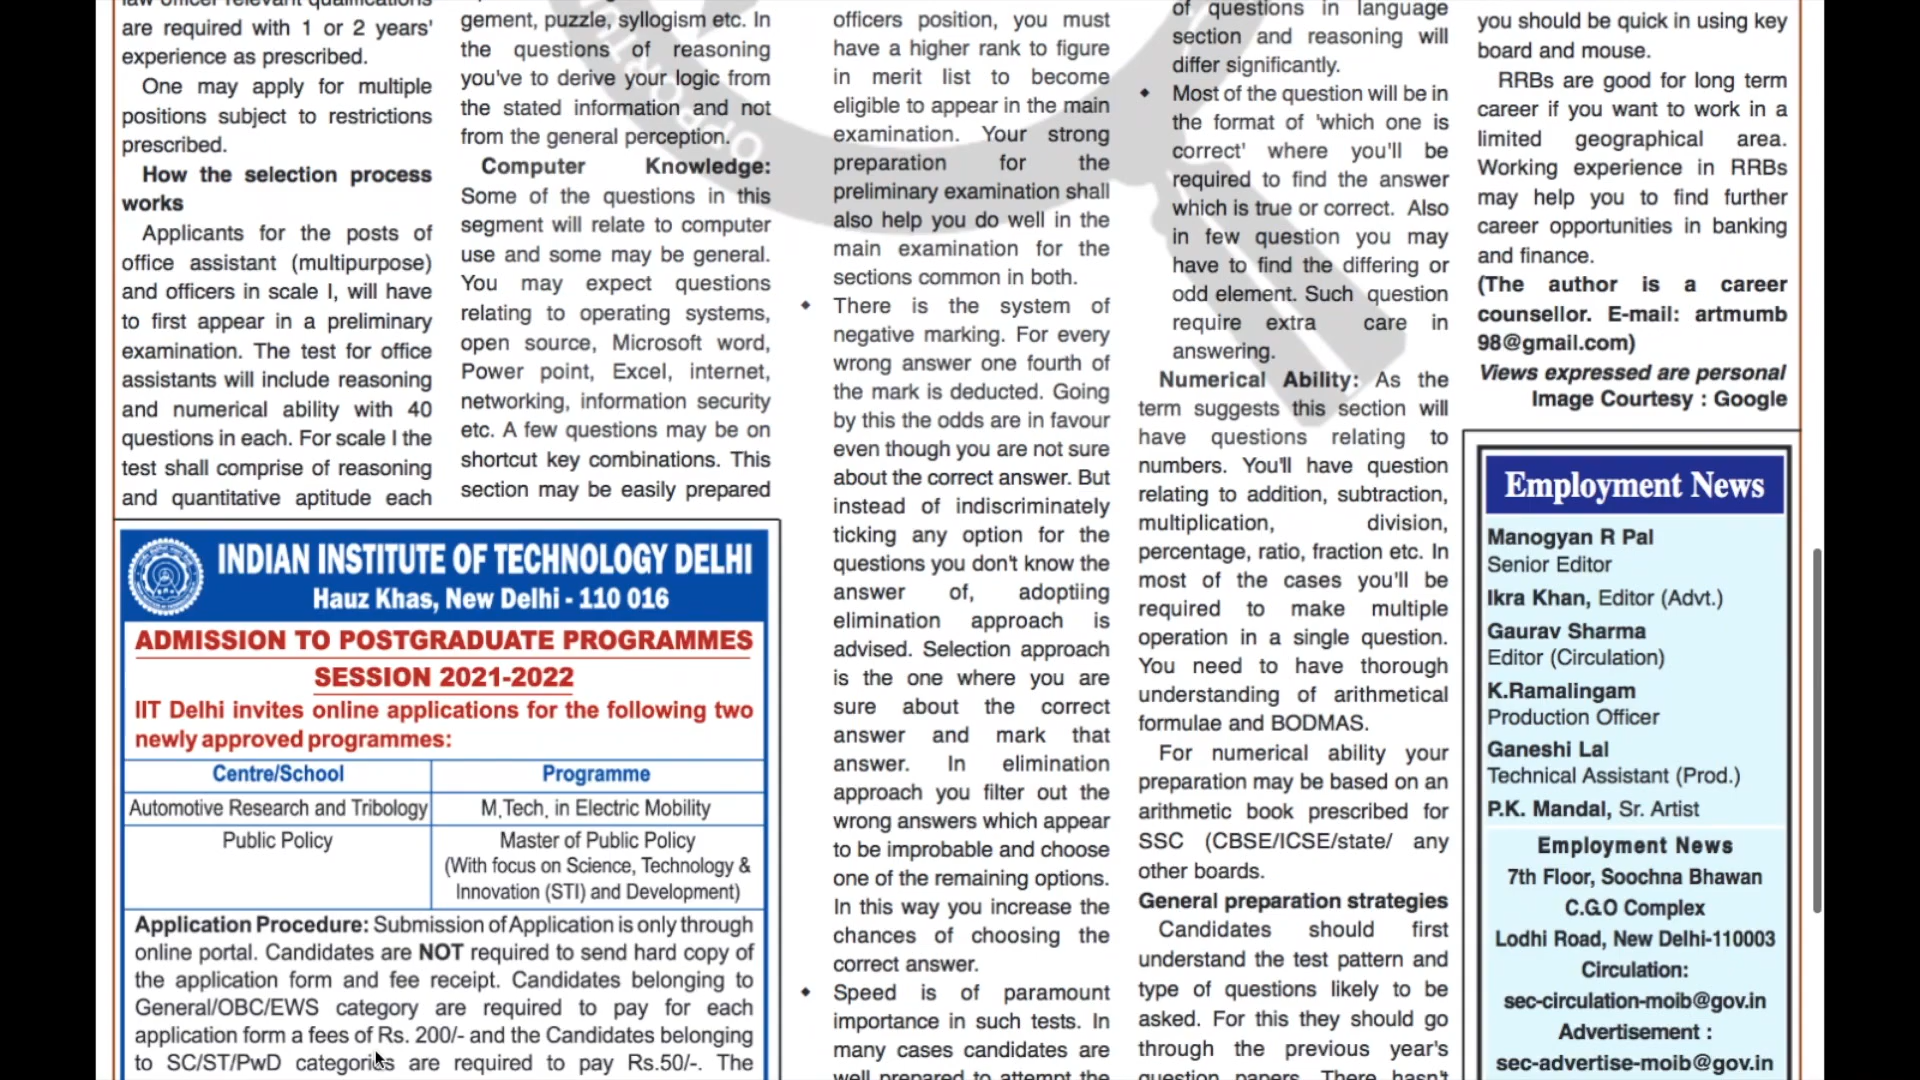 law officer relevant qualifications
are required with 1 or 2 years'
experience as prescribed.
One may apply for multiple
positions subject to restrictions
prescribed.
How the selection process
works
Applicants for the posts of
office assistant (multipurpose)
and officers in scale I, will have
to first appear in a preliminary
examination. The test for office
assistants will include reasoning
and numerical ability with 40
questions in each. For scale I the
test shall comprise of reasoning
and quantitative aptitude each
gement, puzzle, syllogism etc. In
the questions of reasoning
you've to derive your logic from
the stated information and not
from the general perception.
Computer Knowledge:
Some of the questions in this
segment will relate to computer
use and some may be general.
You may expect questions
relating to operating systems,
open source, Microsoft word,
Power point, Excel, internet,
networking, information security
etc. A few questions may be on
shortcut key combinations. This
section may be easily prepared
INDIAN INSTITUTE OF TECHNOLOGY DELHI
Hauz Khas, New Delhi - 110 016
ADMISSION TO POSTGRADUATE PROGRAMMES
SESSION 2021-2022
IIT Delhi invites online applications for the following two
newly approved programmes:
Centre/School Programme
Automotive Research and Tribology M.Tech. in Electric Mobility
Public Policy Master of Public Policy
(With focus on Science, Technology &
Innovation (STI) and Development)
Application Procedure: Submission of Application is only through
online portal. Candidates are NOT required to send hard copy of
the application form and fee receipt. Candidates belonging to
General/OBC/EWS category are required to pay for each
application form a fees of Rs. 200/- and the Candidates belonging
to SC/ST/PwD categories are required to pay Rs.50/-. The
officers position, you must
have a higher rank to figure
in merit list to become
eligible to appear in the main
examination. Your strong
preparation for the
preliminary examination shall
also help you do well in the
main examination for the
sections common in both.
◆ There is the system of
negative marking. For every
wrong answer one fourth of
the mark is deducted. Going
by this the odds are in favour
even though you are not sure
about the correct answer. But
instead of indiscriminately
ticking any option for the
questions you don't know the
answer of, adoptiing
elimination approach is
advised. Selection approach
is the one where you are
sure about the correct
answer and mark that
answer. In elimination
approach you filter out the
wrong answers which appear
to be improbable and choose
one of the remaining options.
In this way you increase the
chances of choosing the
correct answer.
◆ Speed is of paramount
importance in such tests. In
many cases candidates are
well prepared to attempt the
of questions in language
section and reasoning will
differ significantly.
◆ Most of the question will be in
the format of 'which one is
correct' where you'll be
required to find the answer
which is true or correct. Also
in few question you may
have to find the differing or
odd element. Such question
require extra care in
answering.
Numerical Ability: As the
term suggests this section will
have questions relating to
numbers. You'll have question
relating to addition, subtraction,
multiplication, division,
percentage, ratio, fraction etc. In
most of the cases you'll be
required to make multiple
operation in a single question.
You need to have thorough
understanding of arithmetical
formulae and BODMAS.
For numerical ability your
preparation may be based on an
arithmetic book prescribed for
SSC (CBSE/ICSE/state/ any
other boards.
General preparation strategies
Candidates should first
understand the test pattern and
type of questions likely to be
asked. For this they should go
through the previous year's
question papers. There hasn't
you should be quick in using key
board and mouse.
RRBs are good for long term
career if you want to work in a
limited geographical area.
Working experience in RRBs
may help you to find further
career opportunities in banking
and finance.
(The author is a career
counsellor. E-mail: artmumb
98@gmail.com)
Views expressed are personal
Image Courtesy : Google
Employment News
Manogyan R Pal
Senior Editor
Ikra Khan, Editor (Advt.)
Gaurav Sharma
Editor (Circulation)
K.Ramalingam
Production Officer
Ganeshi Lal
Technical Assistant (Prod.)
P.K. Mandal, Sr. Artist
Employment News
7th Floor, Soochna Bhawan
C.G.O Complex
Lodhi Road, New Delhi-110003
Circulation:
sec-circulation-moib@gov.in
Advertisement :
sec-advertise-moib@gov.in